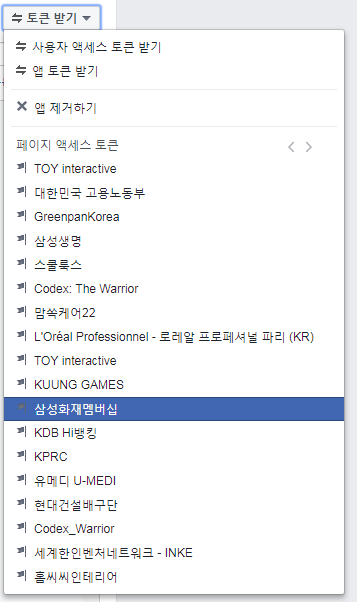 토큰 받기
사용자 액세스 토큰 받기
앱 토큰 받기
앱 제거하기
페이지 액세스 토큰
TOY interactive
대한민국 고용노동부
GreenpanKorea
삼성생명
스쿨룩스
Codex: The Warrior
맘쏙케어22
L'Oréal Professionnel - 로레알 프로페셔널 파리 (KR)
TOY interactive
KUUNG GAMES
삼성화재멤버십
KDB Hi뱅킹
KPRC
유메디 U-MEDI
현대건설배구단
Codex_Warrior
세계한인벤처네트워크 - INKE
홈씨씨인테리어